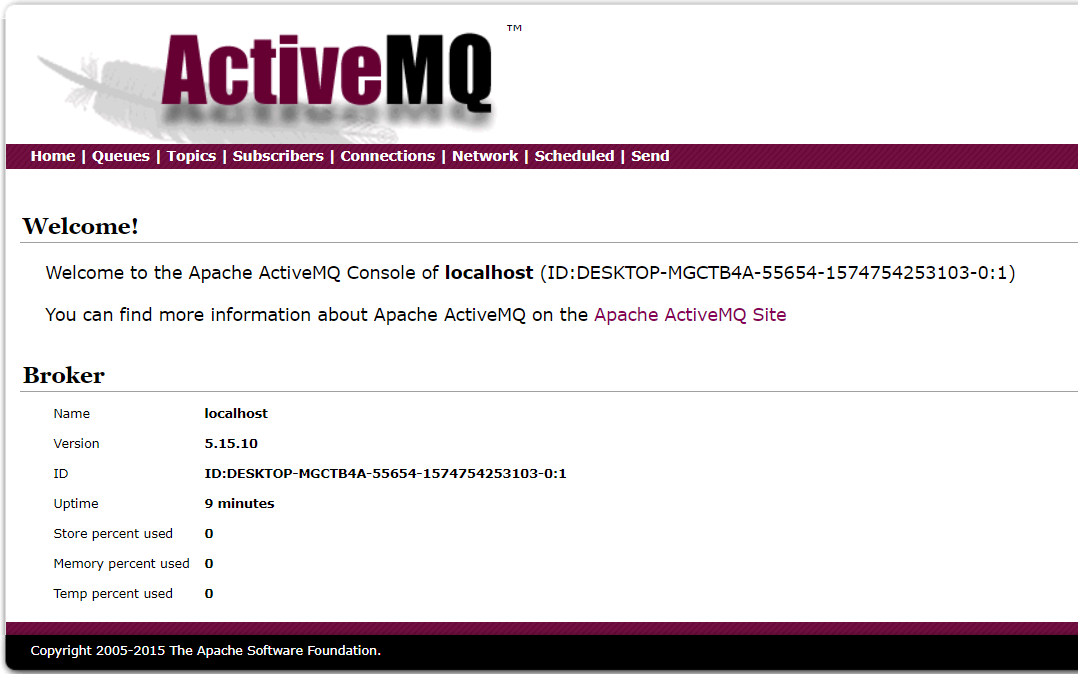 ActiveMQ ™
Home | Queues | Topics | Subscribers | Connections | Network | Scheduled | Send
Welcome!
Welcome to the Apache ActiveMQ Console of localhost (ID:DESKTOP-MGCTB4A-55654-1574754253103-0:1)
You can find more information about Apache ActiveMQ on the Apache ActiveMQ Site
Broker
Name localhost
Version 5.15.10
ID ID:DESKTOP-MGCTB4A-55654-1574754253103-0:1
Uptime 9 minutes
Store percent used 0
Memory percent used 0
Temp percent used 0
Copyright 2005-2015 The Apache Software Foundation.